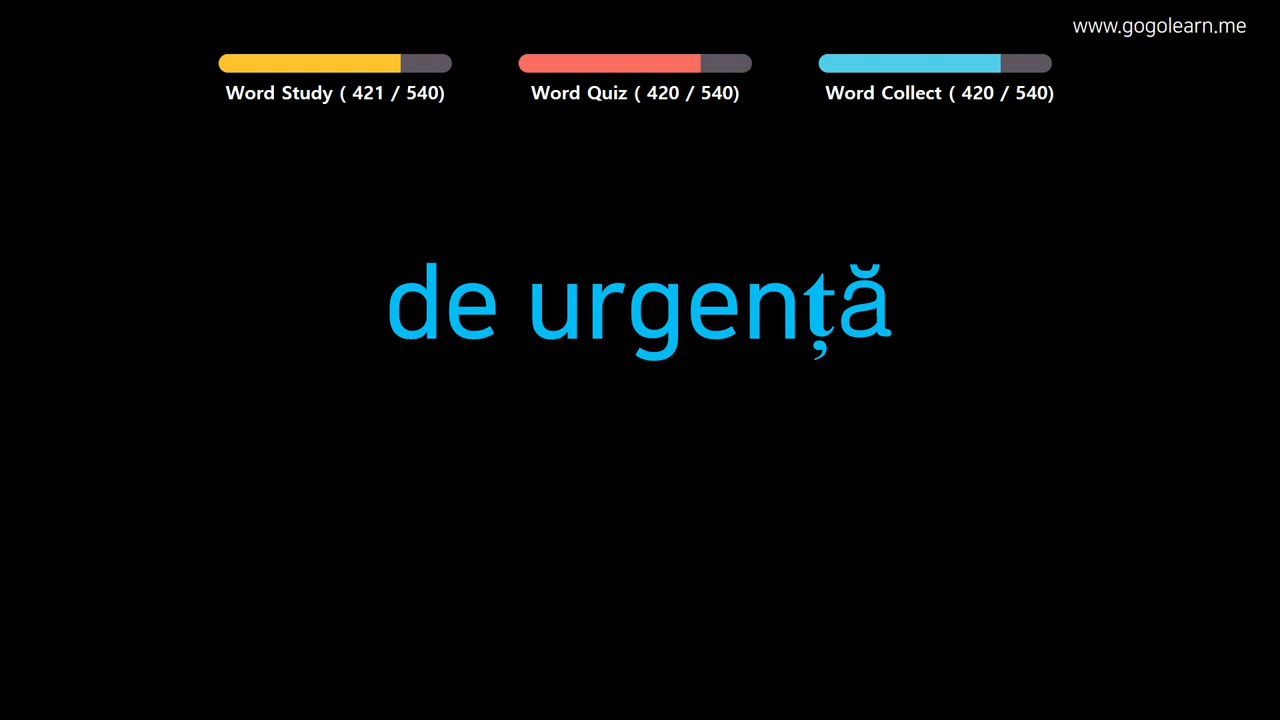 www.gogolearn.me
Word Study ( 421 / 540)
Word Quiz ( 420 / 540)
Word Collect ( 420 / 540)
de urgență